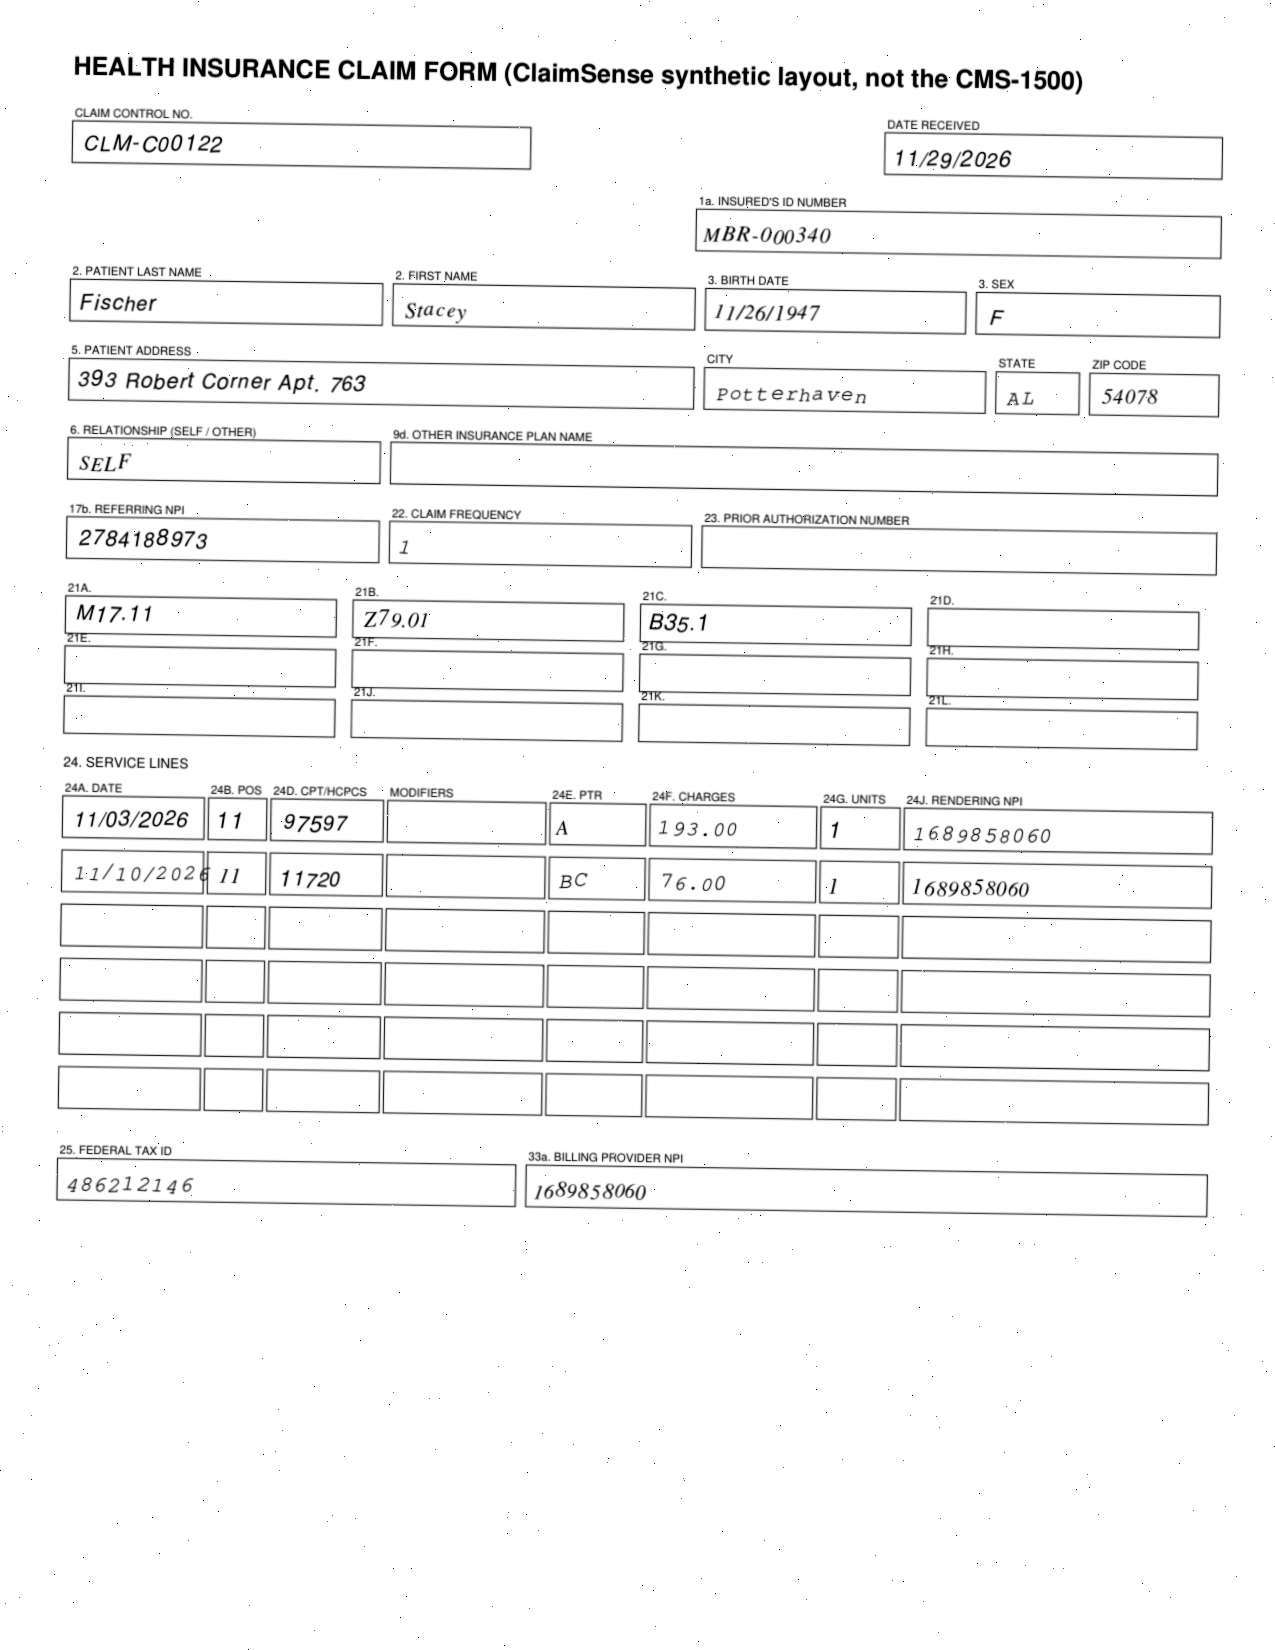 HEALTH INSURANCE CLAIM FORM (ClaimSense synthetic layout, not the CMS-1500)
CLAIM CONTROL NO. DATE RECEIVED
CLM-C00122 11/29/2026
1a. INSURED'S ID NUMBER
MBR-000340
2. PATIENT LAST NAME 2. FIRST NAME 3. BIRTH DATE 3. SEX
Fischer Stacey 11/26/1947 F
5. PATIENT ADDRESS CITY STATE ZIP CODE
393 Robert Corner Apt. 763 Potterhaven AL 54078
6. RELATIONSHIP (SELF / OTHER) 9d. OTHER INSURANCE PLAN NAME
SELF
17b. REFERRING NPI 22. CLAIM FREQUENCY 23. PRIOR AUTHORIZATION NUMBER
2784188973 1
21A. 21B. 21C. 21D.
M17.11 Z79.01 B35.1
21E. 21F. 21G. 21H.
21I. 21J. 21K. 21L.
24. SERVICE LINES
24A. DATE 24B. POS 24D. CPT/HCPCS MODIFIERS 24E. PTR 24F. CHARGES 24G. UNITS 24J. RENDERING NPI
11/03/2026 11 97597 A 193.00 1 1689858060
11/10/2026 11 11720 BC 76.00 1 1689858060
25. FEDERAL TAX ID 33a. BILLING PROVIDER NPI
486212146 1689858060